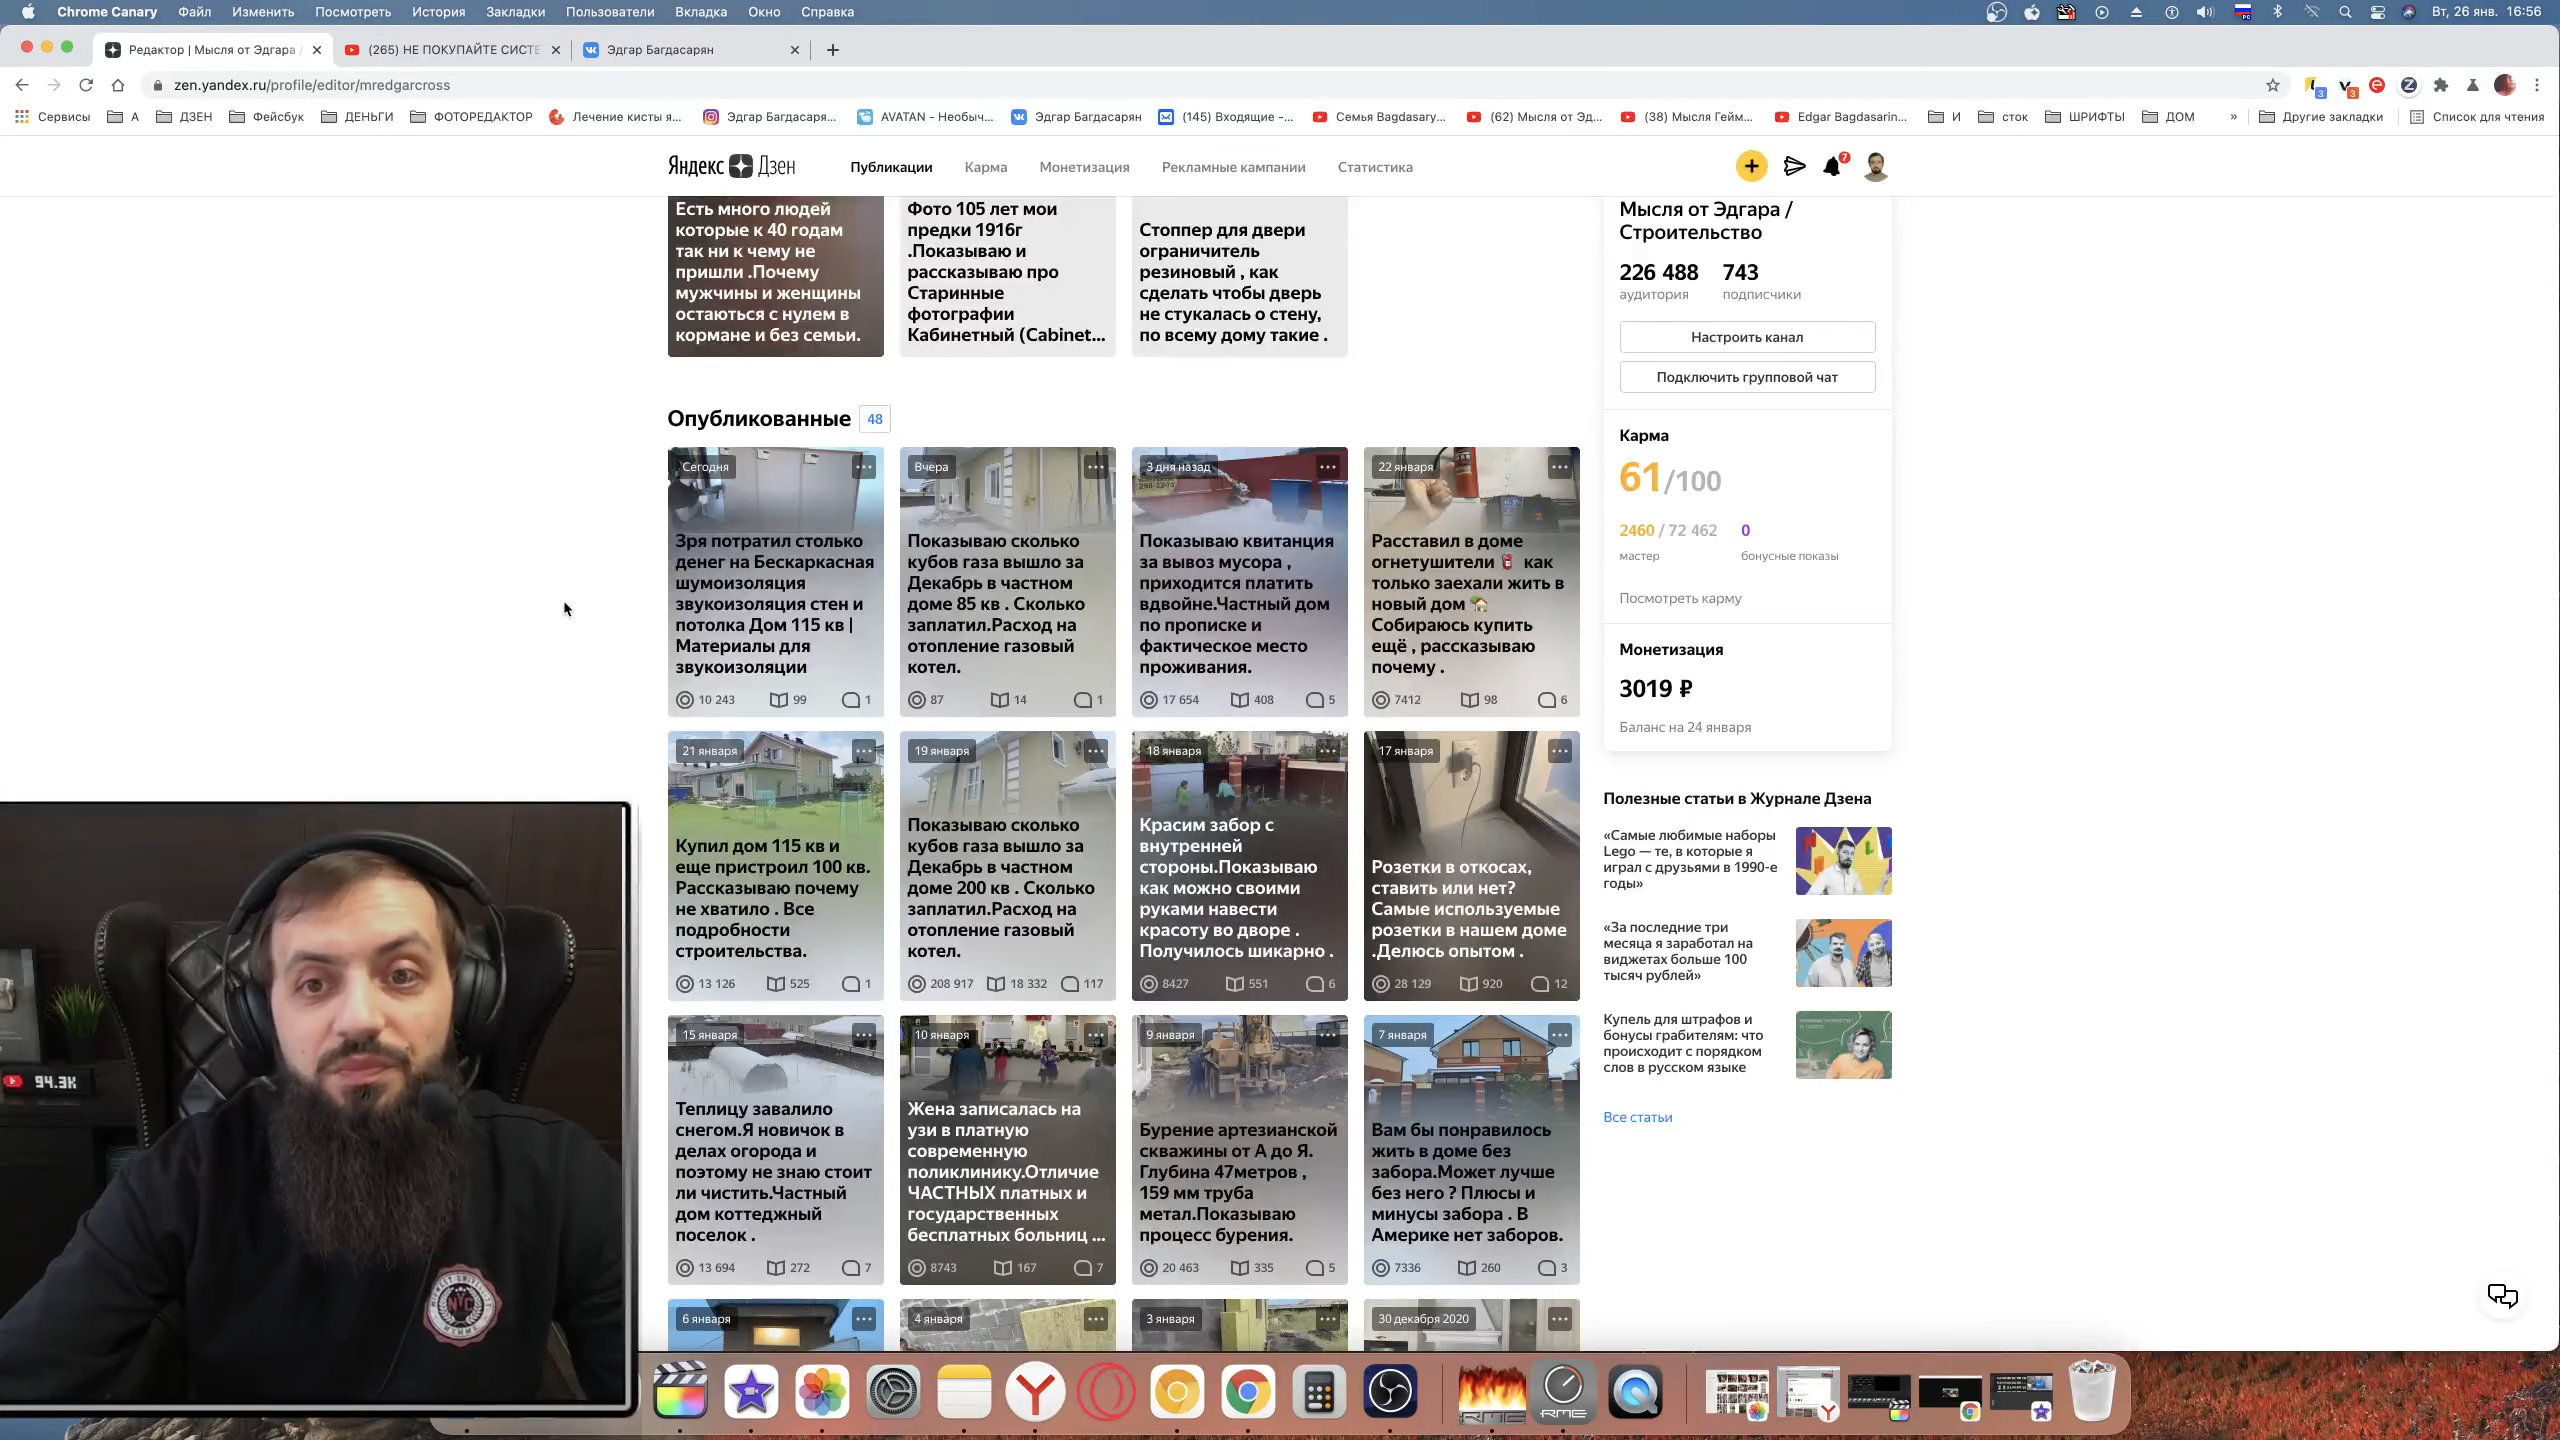 Chrome Canary Файл Изменить Посмотреть История Закладки Пользователи Вкладка Окно Справка
Вт, 26 янв. 16:56
Редактор | Мысля от Эдгара /
(265) НЕ ПОКУПАЙТЕ СИСТЕ
Эдгар Багдасарян
zen.yandex.ru/profile/editor/mredgarcross
Сервисы А ДЗЕН Фейсбук ДЕНЬГИ ФОТОРЕДАКТОР Лечение кисты я... Эдгар Багдасаря... AVATAN - Необыч... Эдгар Багдасарян (145) Входящие -... Семья Bagdasary... (62) Мысля от Эд... (38) Мысля Гейм... Edgar Bagdasarin... И сток ШРИФТЫ ДОМ » Другие закладки Список для чтения
Яндекс Дзен
Публикации Карма Монетизация Рекламные кампании Статистика
7
Есть много людей
которые к 40 годам
так ни к чему не
пришли .Почему
мужчины и женщины
остаються с нулем в
кормане и без семьи.
Фото 105 лет мои
предки 1916г
.Показываю и
рассказываю про
Старинные
фотографии
Кабинетный (Cabinet...
Стоппер для двери
ограничитель
резиновый , как
сделать чтобы дверь
не стукалась о стену,
по всему дому такие .
Опубликованные 48
Сегодня
Зря потратил столько
денег на Бескаркасная
шумоизоляция
звукоизоляция стен и
потолка Дом 115 кв |
Материалы для
звукоизоляции
10 243 99 1
Вчера
Показываю сколько
кубов газа вышло за
Декабрь в частном
доме 85 кв . Сколько
заплатил.Расход на
отопление газовый
котел.
87 14 1
3 дня назад
298-22-73
Показываю квитанция
за вывоз мусора ,
приходится платить
вдвойне.Частный дом
по прописке и
фактическое место
проживания.
17 654 408 5
22 января
Расставил в доме
огнетушители 🧯 как
только заехали жить в
новый дом 🏡
Собираюсь купить
ещё , рассказываю
почему .
7412 98 6
21 января
Купил дом 115 кв и
еще пристроил 100 кв.
Рассказываю почему
не хватило . Все
подробности
строительства.
13 126 525 1
19 января
Показываю сколько
кубов газа вышло за
Декабрь в частном
доме 200 кв . Сколько
заплатил.Расход на
отопление газовый
котел.
208 917 18 332 117
18 января
Красим забор с
внутренней
стороны.Показываю
как можно своими
руками навести
красоту во дворе .
Получилось шикарно .
8427 551 6
17 января
Розетки в откосах,
ставить или нет?
Самые используемые
розетки в нашем доме
.Делюсь опытом .
28 129 920 12
15 января
Теплицу завалило
снегом.Я новичок в
делах огорода и
поэтому не знаю стоит
ли чистить.Частный
дом коттеджный
поселок .
13 694 272 7
10 января
Жена записалась на
узи в платную
современную
поликлинику.Отличие
ЧАСТНЫХ платных и
государственных
бесплатных больниц ...
8743 167 7
9 января
Бурение артезианской
скважины от А до Я.
Глубина 47метров ,
159 мм труба
метал.Показываю
процесс бурения.
20 463 335 5
7 января
Вам бы понравилось
жить в доме без
забора.Может лучше
без него ? Плюсы и
минусы забора . В
Америке нет заборов.
7336 260 3
6 января
4 января
3 января
30 декабря 2020
Мысля от Эдгара /
Строительство
226 488 743
аудитория подписчики
Настроить канал
Подключить групповой чат
Карма
61/100
2460 / 72 462 0
мастер бонусные показы
Посмотреть карму
Монетизация
3019 ₽
Баланс на 24 января
Полезные статьи в Журнале Дзена
«Самые любимые наборы
Lego — те, в которые я
играл с друзьями в 1990-е
годы»
«За последние три
месяца я заработал на
виджетах больше 100
тысяч рублей»
Купель для штрафов и
бонусы грабителям: что
происходит с порядком
слов в русском языке
Все статьи
94.3K
NYC
RME
RME